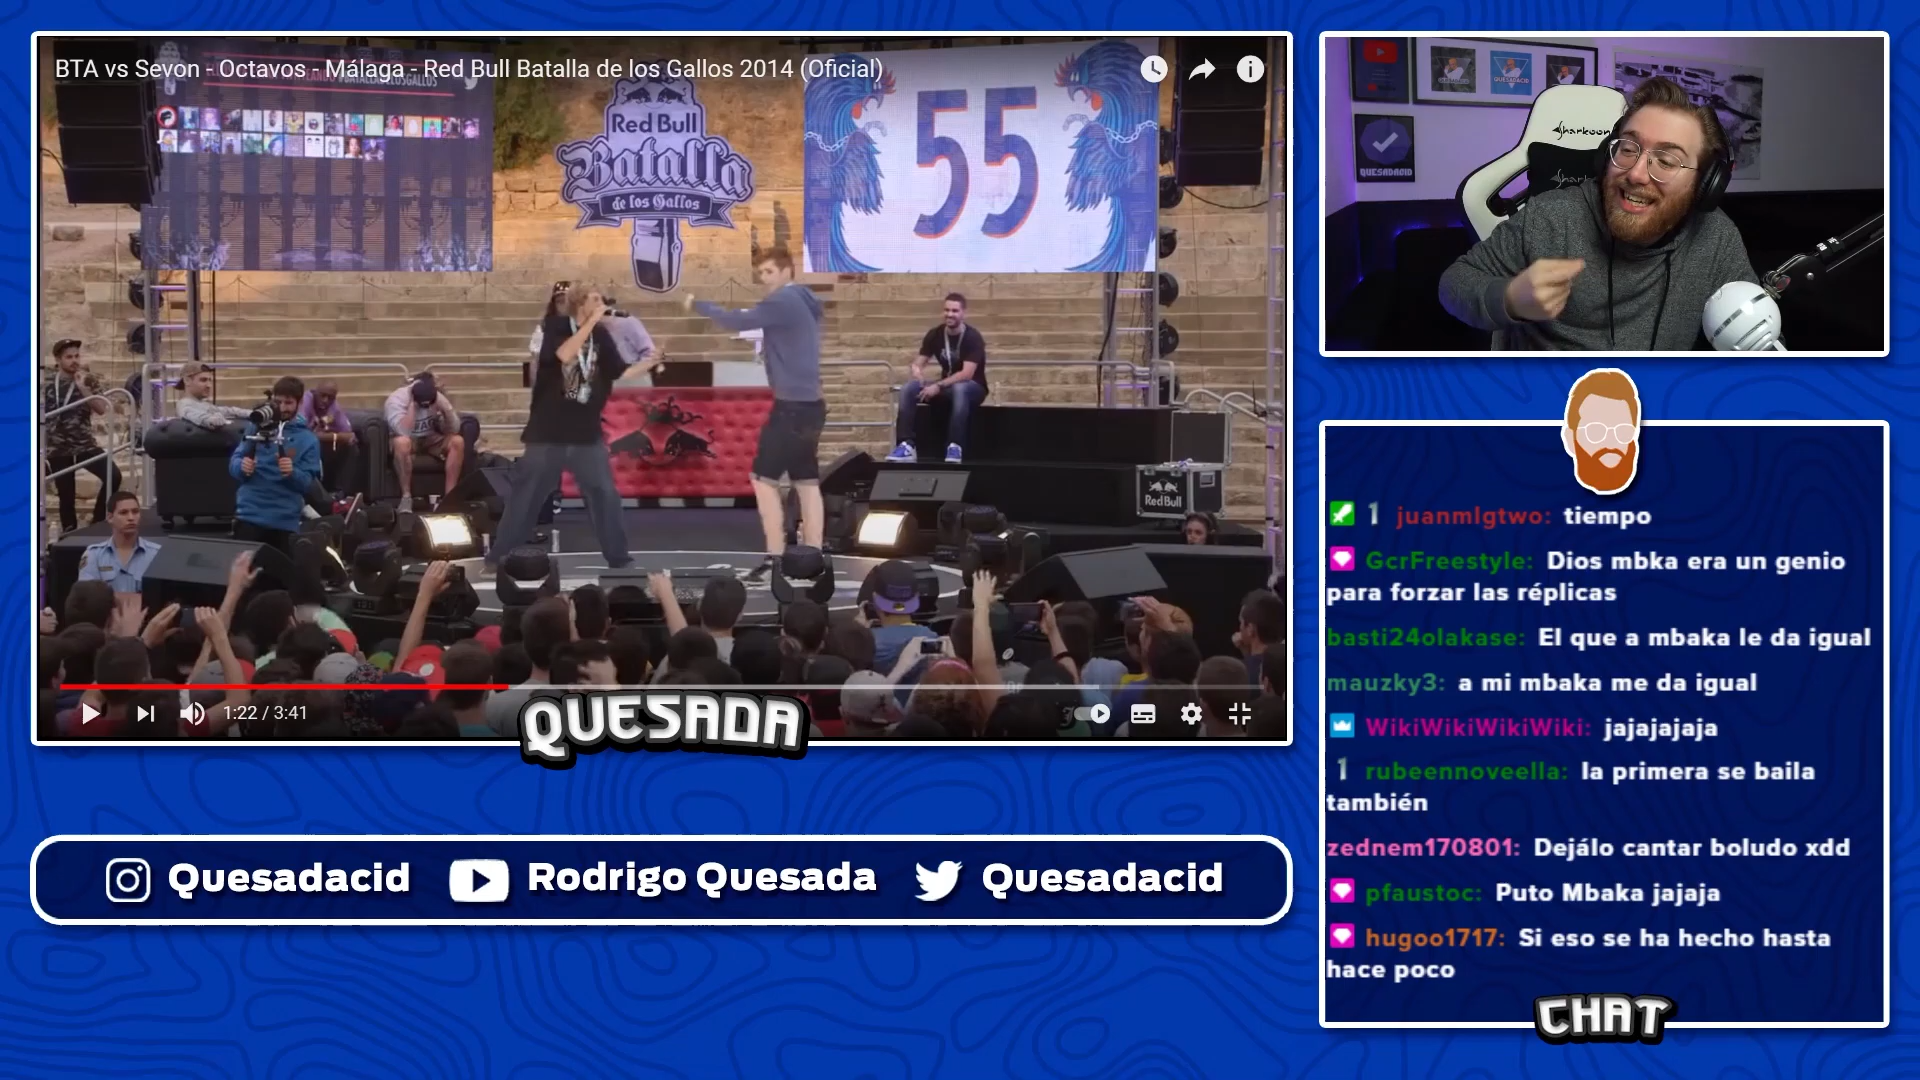 BTA vs Sevon - Octavos - Málaga - Red Bull Batalla de los Gallos 2014 (Oficial)
Red Bull
Batalla
de los Gallos
55
Red Bull
1:22 / 3:41
QUESADA
Quesadacid
Rodrigo Quesada
Quesadacid
QUESADACID
sharkoon
1 juanmlgtwo: tiempo
GcrFreestyle: Dios mbka era un genio
para forzar las réplicas
basti24olakase: El que a mbaka le da igual
mauzky3: a mi mbaka me da igual
WikiWikiWikiWiki: jajajajaja
1 rubeennoveella: la primera se baila
también
zednem170801: Dejálo cantar boludo xdd
pfaustoc: Puto Mbaka jajaja
hugoo1717: Si eso se ha hecho hasta
hace poco
CHAT